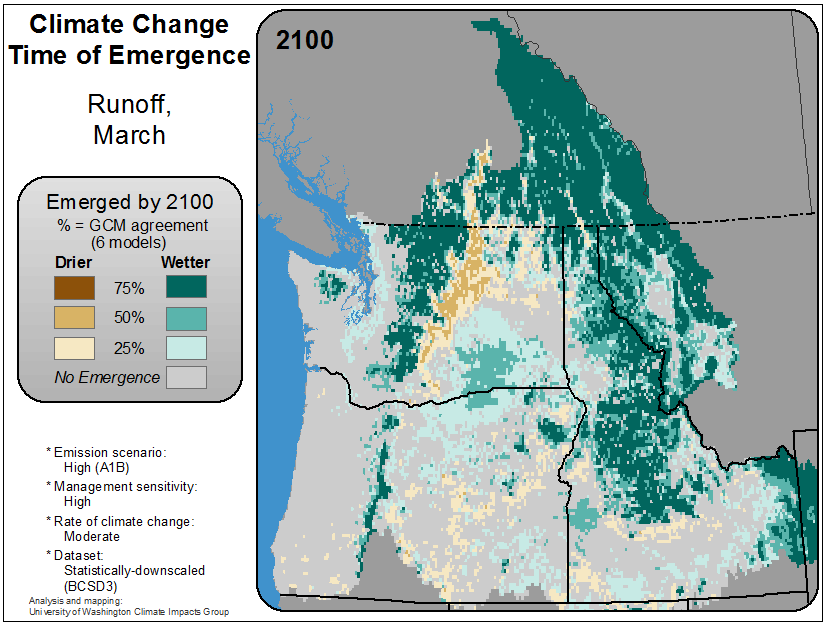 Climate Change
Time of Emergence
Runoff,
March
2100
Emerged by 2100
% = GCM agreement
(6 models)
Drier Wetter
75%
50%
25%
No Emergence
* Emission scenario:
High (A1B)
* Management sensitivity:
High
* Rate of climate change:
Moderate
* Dataset:
Statistically-downscaled
(BCSD3)
Analysis and mapping:
University of Washington Climate Impacts Group